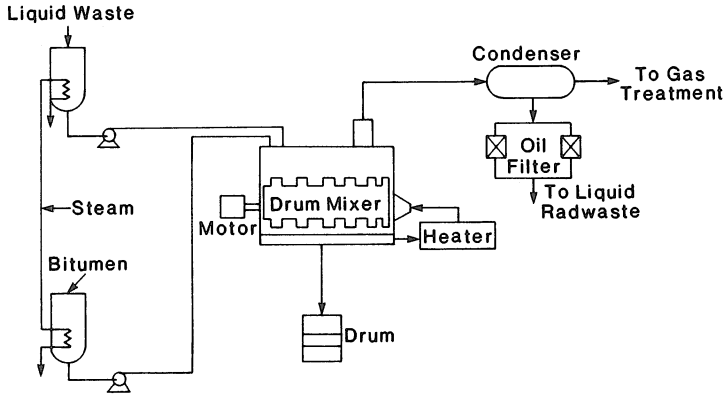 Liquid Waste
Condenser
To Gas
Treatment
Oil
Filter
To Liquid
Radwaste
Drum Mixer
Motor
Steam
Heater
Bitumen
Drum